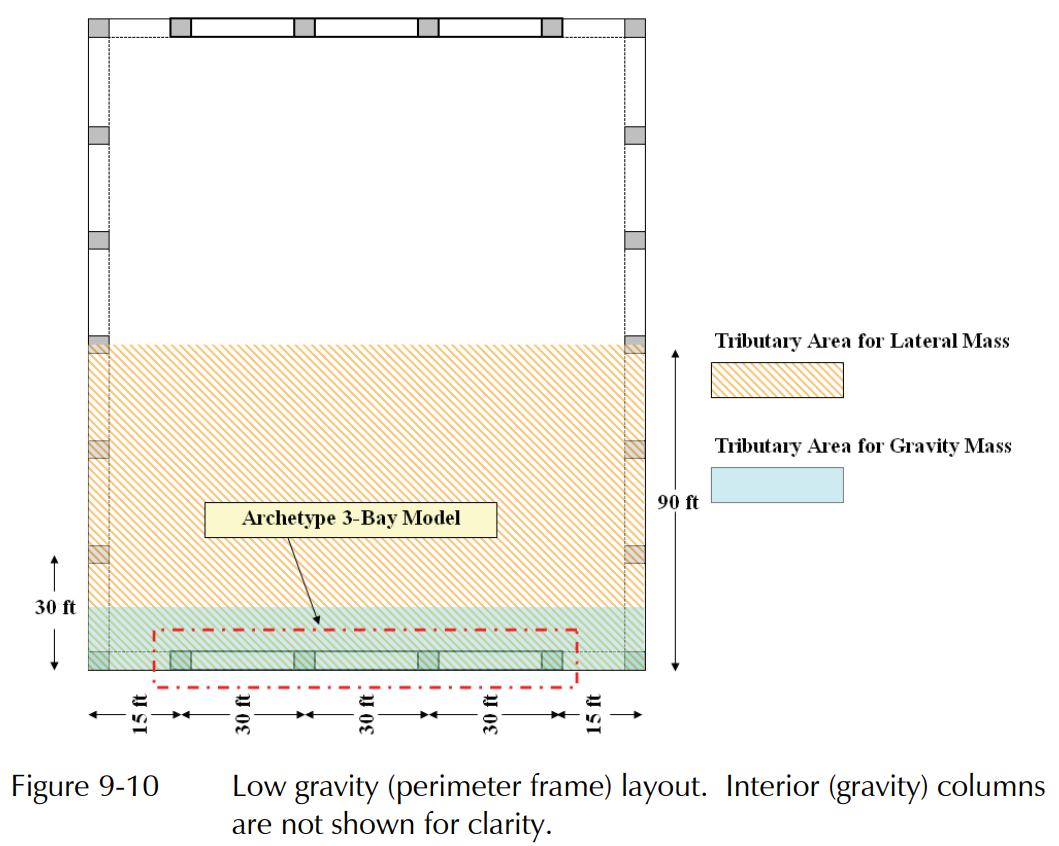 Tributary Area for Lateral Mass
Tributary Area for Gravity Mass
90 ft
Archetype 3-Bay Model
30 ft
15 ft
30 ft
30 ft
30 ft
15 ft
Figure 9-10 Low gravity (perimeter frame) layout. Interior (gravity) columns
are not shown for clarity.